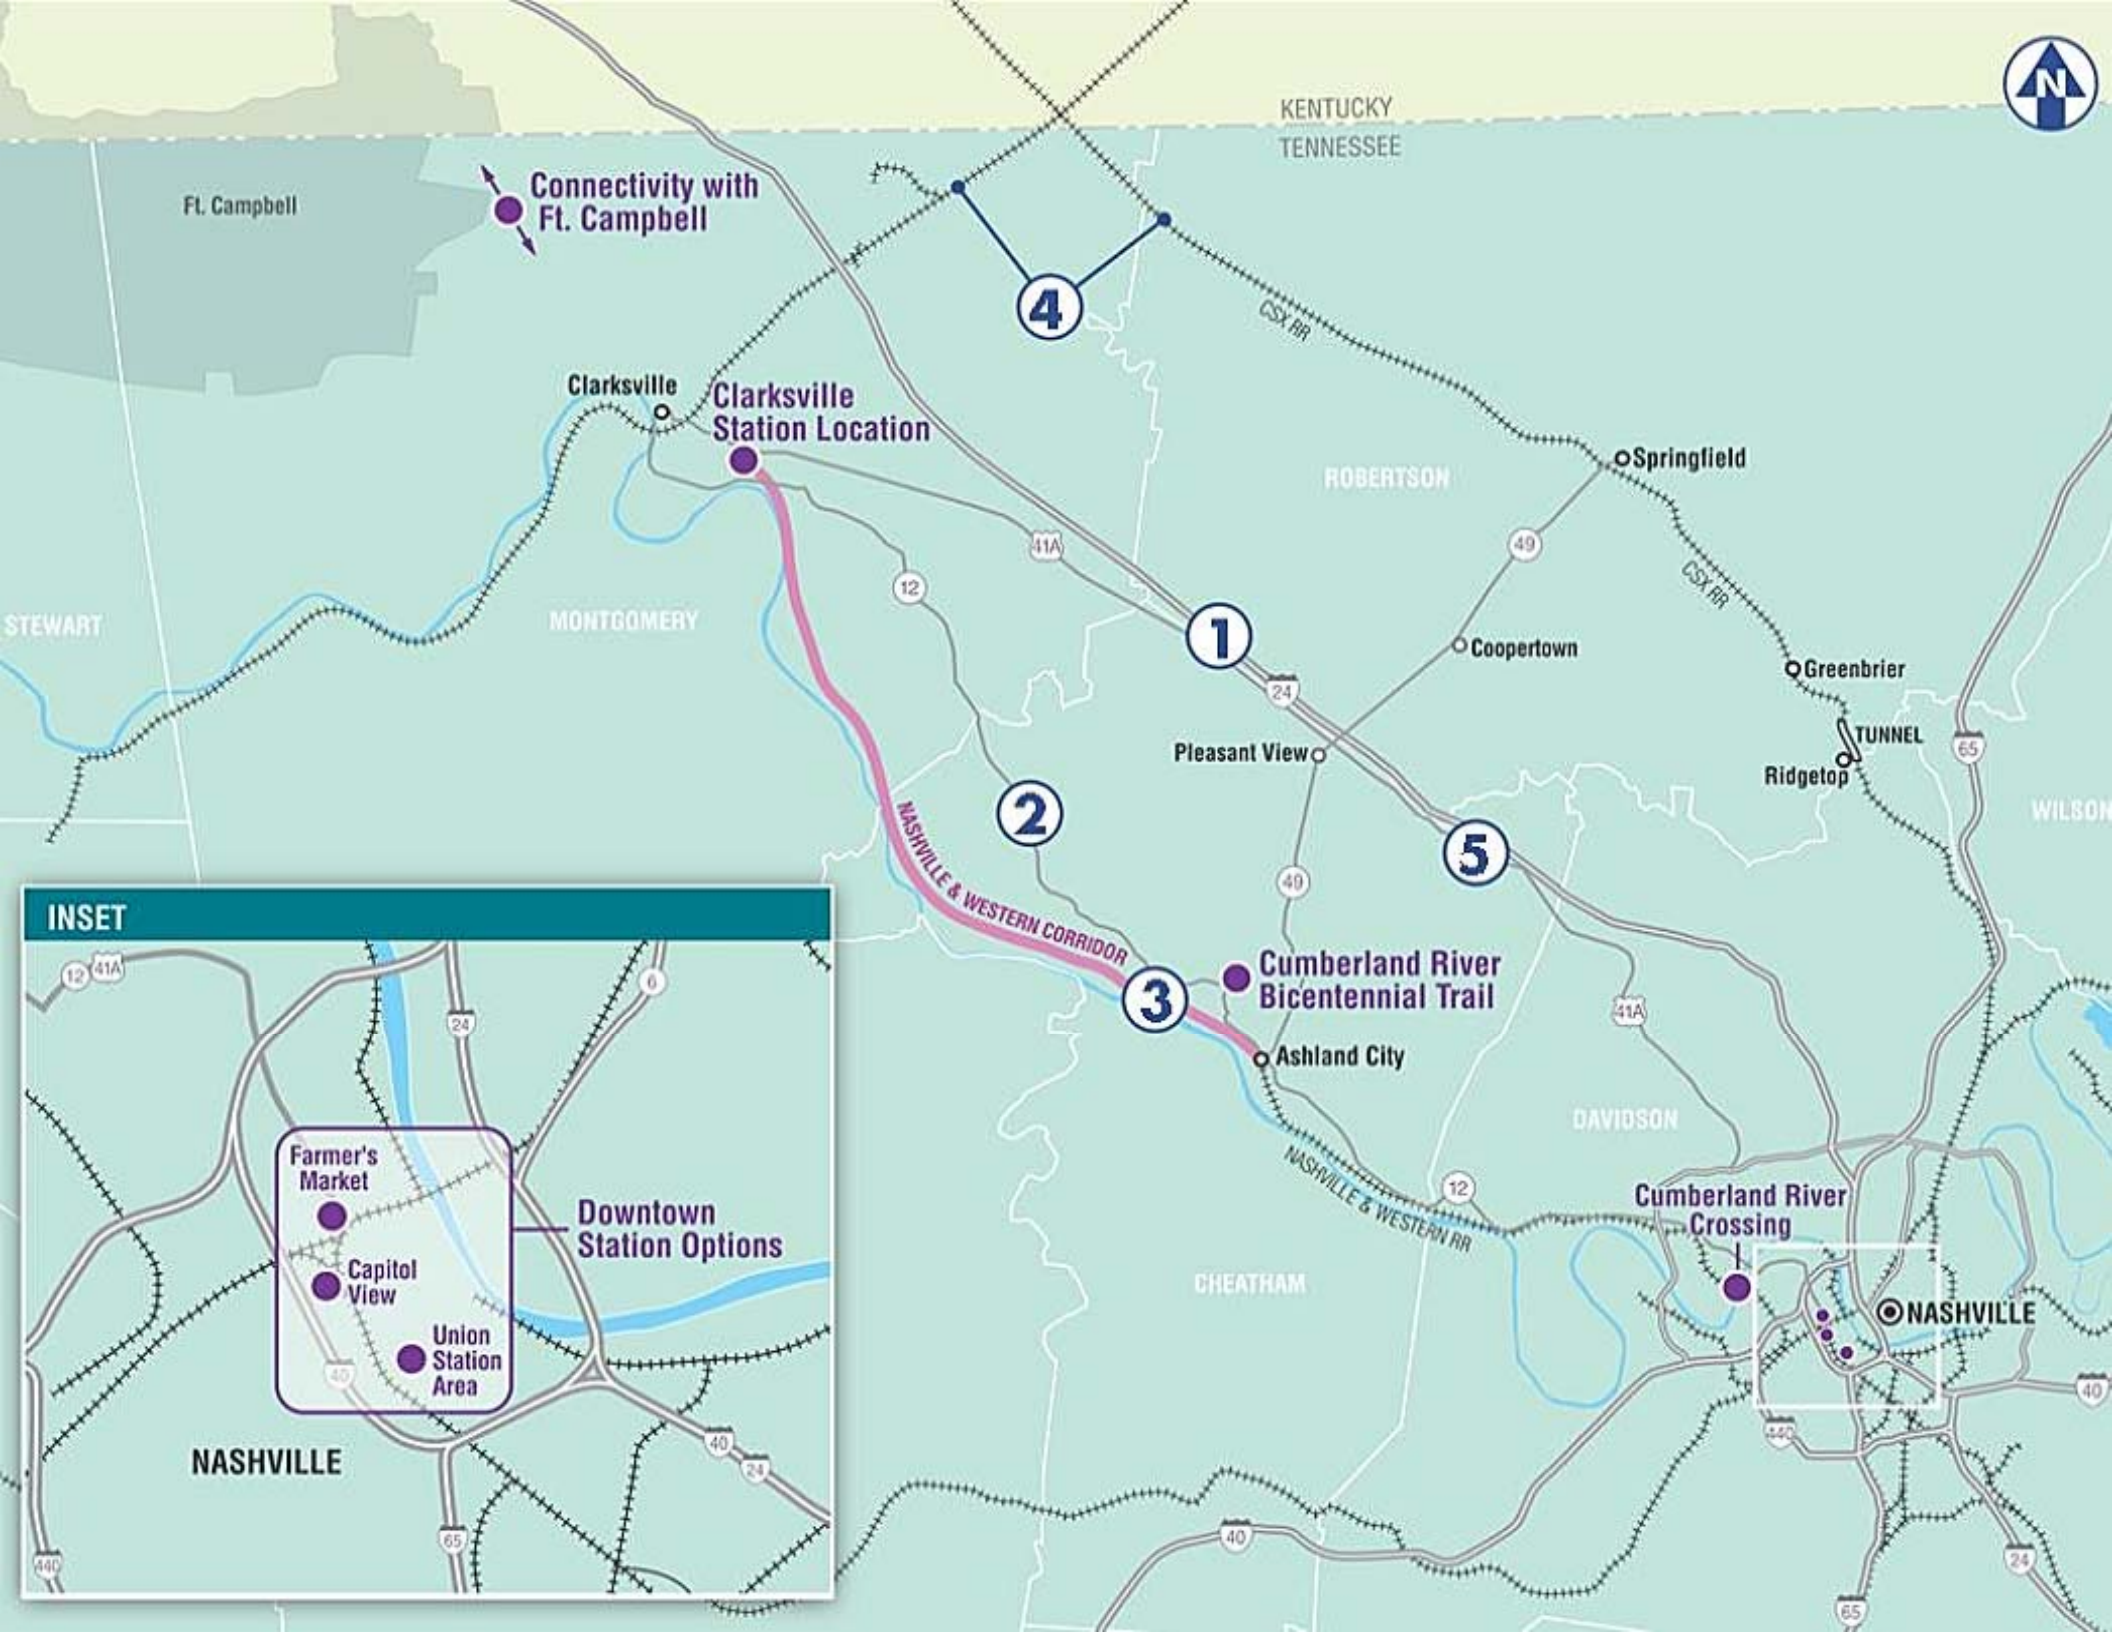 KENTUCKY
TENNESSEE
N
Ft. Campbell
Connectivity with
Ft. Campbell
4
CSX RR
Clarksville
Clarksville
Station Location
ROBERTSON
Springfield
41A
49
12
CSX RR
STEWART
MONTGOMERY
1
Coopertown
Greenbrier
24
TUNNEL
65
Pleasant View
Ridgetop
2
WILSON
5
NASHVILLE & WESTERN CORRIDOR
49
Cumberland River
Bicentennial Trail
3
41A
Ashland City
DAVIDSON
NASHVILLE & WESTERN RR
12
Cumberland River
Crossing
CHEATHAM
NASHVILLE
40
440
40
24
65
INSET
12
41A
6
24
Farmer's
Market
Downtown
Station Options
Capitol
View
Union
Station
Area
40
NASHVILLE
40
24
65
440